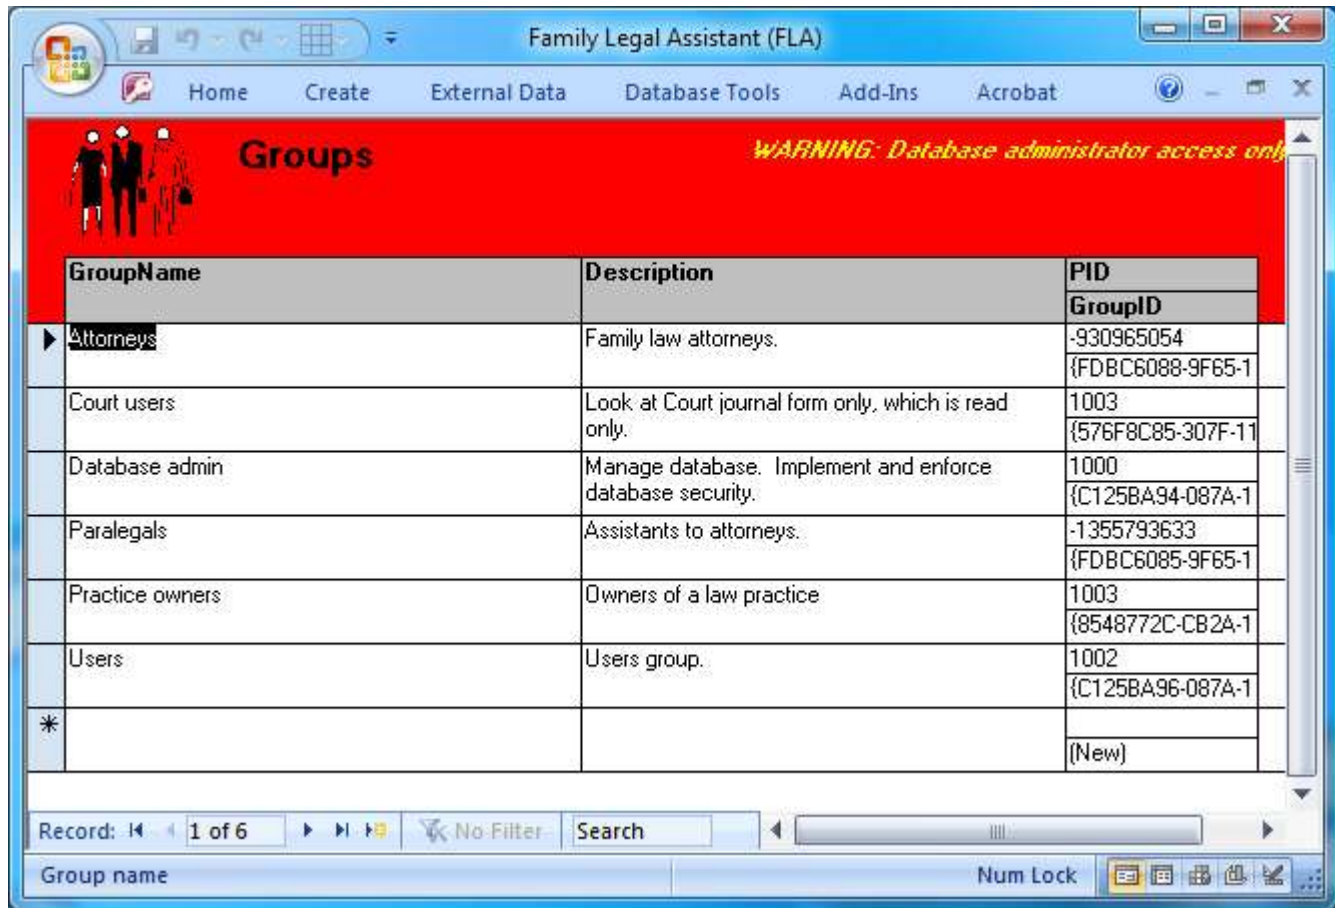 Family Legal Assistant (FLA)
Home Create External Data Database Tools Add-Ins Acrobat
Groups
WARNING: Database administrator access only
GroupName Description PID
GroupID
Attorneys Family law attorneys. -930965054
{FDBC6088-9F65-1
Court users Look at Court journal form only, which is read only. 1003
{576F8C85-307F-11
Database admin Manage database. Implement and enforce database security. 1000
{C125BA94-087A-1
Paralegals Assistants to attorneys. -1355793633
{FDBC6085-9F65-1
Practice owners Owners of a law practice 1003
{8548772C-CB2A-1
Users Users group. 1002
{C125BA96-087A-1
(New)
Record: 1 of 6 No Filter Search
Group name Num Lock